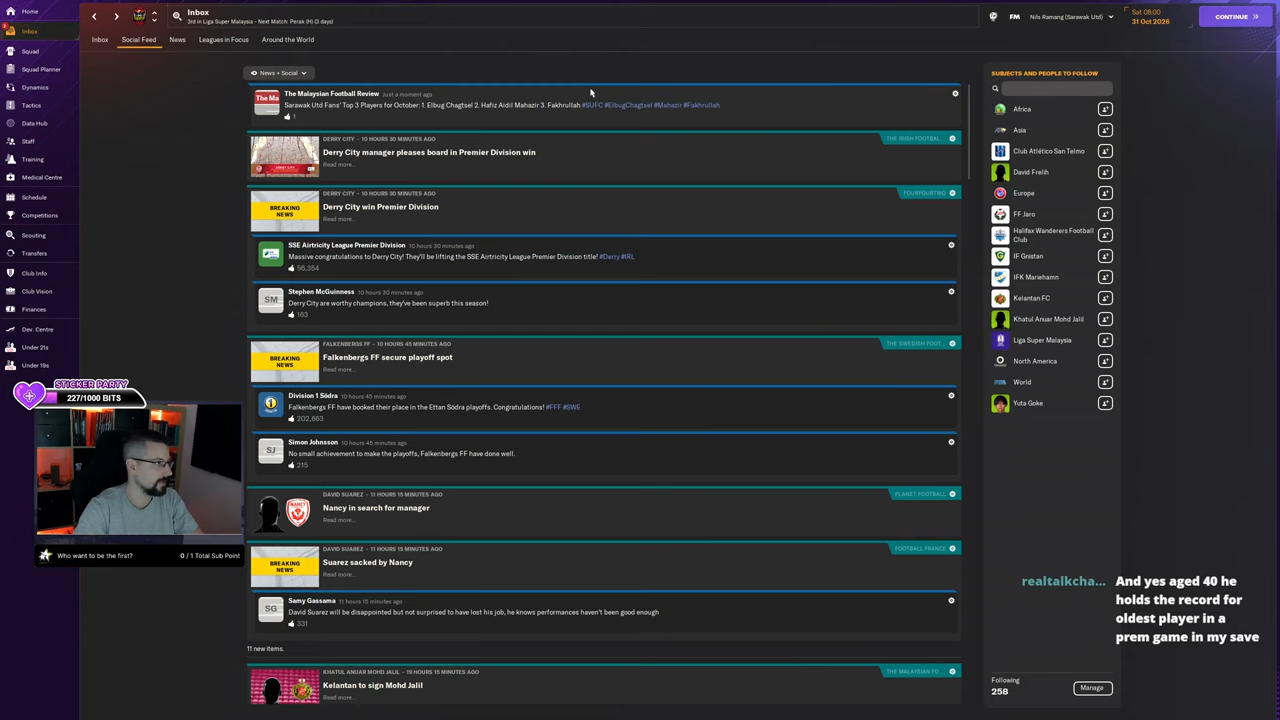 Home
Inbox
Squad
Squad Planner
Dynamics
Tactics
Data Hub
Staff
Training
Medical Centre
Schedule
Competitions
Scouting
Transfers
Club Info
Club Vision
Finances
Dev. Centre
Under 21s
Under 19s
Inbox
3rd in Liga Super Malaysia - Next Match: Perak (H) (3 days)
FM
Nils Ramang (Sarawak Utd)
Sat 08:00
31 Oct 2026
CONTINUE
Inbox
Social Feed
News
Leagues in Focus
Around the World
News + Social
The Ma
The Malaysian Football Review Just a moment ago
Sarawak Utd Fans' Top 3 Players for October: 1. Elbug Chagtsel 2. Hafiz Aidil Mahazir 3. Fakhrullah #SUFC #ElbugChagtsel #Mahazir #Fakhrullah
1
DERRY CITY - 10 HOURS 30 MINUTES AGO
THE IRISH FOOTBAL...
Derry City manager pleases board in Premier Division win
Read more...
DERRY CITY - 10 HOURS 30 MINUTES AGO
FOURFOURTWO
BREAKING
NEWS
Derry City win Premier Division
Read more...
SSE Airtricity League Premier Division 10 hours 30 minutes ago
Massive congratulations to Derry City! They'll be lifting the SSE Airtricity League Premier Division title! #Derry #IRL
56,354
SM
Stephen McGuinness 10 hours 30 minutes ago
Derry City are worthy champions, they've been superb this season!
163
FALKENBERGS FF - 10 HOURS 45 MINUTES AGO
THE SWEDISH FOOT...
BREAKING
NEWS
Falkenbergs FF secure playoff spot
Read more...
Division 1 Södra 10 hours 45 minutes ago
Falkenbergs FF have booked their place in the Ettan Södra playoffs. Congratulations! #FFF #SWE
202,663
SJ
Simon Johnsson 10 hours 45 minutes ago
No small achievement to make the playoffs, Falkenbergs FF have done well.
215
DAVID SUAREZ - 11 HOURS 15 MINUTES AGO
PLANET FOOTBALL
Nancy in search for manager
Read more...
DAVID SUAREZ - 11 HOURS 15 MINUTES AGO
FOOTBALL FRANCE
BREAKING
NEWS
Suarez sacked by Nancy
Read more...
SG
Samy Gassama 11 hours 15 minutes ago
David Suarez will be disappointed but not surprised to have lost his job, he knows performances haven't been good enough
331
11 new items.
KHATUL ANUAR MOHD JALIL - 19 HOURS 15 MINUTES AGO
THE MALAYSIAN FO...
Kelantan to sign Mohd Jalil
Read more...
SUBJECTS AND PEOPLE TO FOLLOW
Africa
Asia
Club Atlético San Telmo
David Frelih
Europe
FF Jaro
Halifax Wanderers Football
Club
IF Gnistan
IFK Mariehamn
Kelantan FC
Khatul Anuar Mohd Jalil
Liga Super Malaysia
North America
World
Yuta Goke
Following
258
Manage
STICKER PARTY
227/1000 BITS
Who want to be the first?
0 / 1 Total Sub Point
realtalkcha... And yes aged 40 he
holds the record for
oldest player in a
prem game in my save